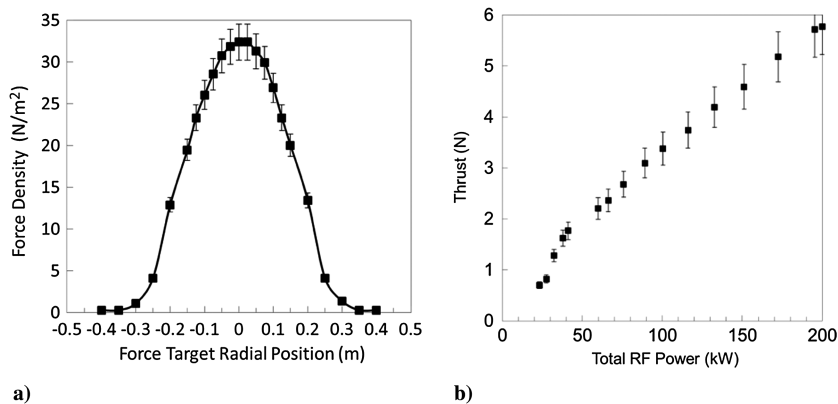 35
30
25
20
15
10
5
0
Force Density (N/m²)
-0.5 -0.4 -0.3 -0.2 -0.1 0 0.1 0.2 0.3 0.4 0.5
Force Target Radial Position (m)
a)
6
5
4
3
2
1
0
Thrust (N)
0 50 100 150 200
Total RF Power (kW)
b)